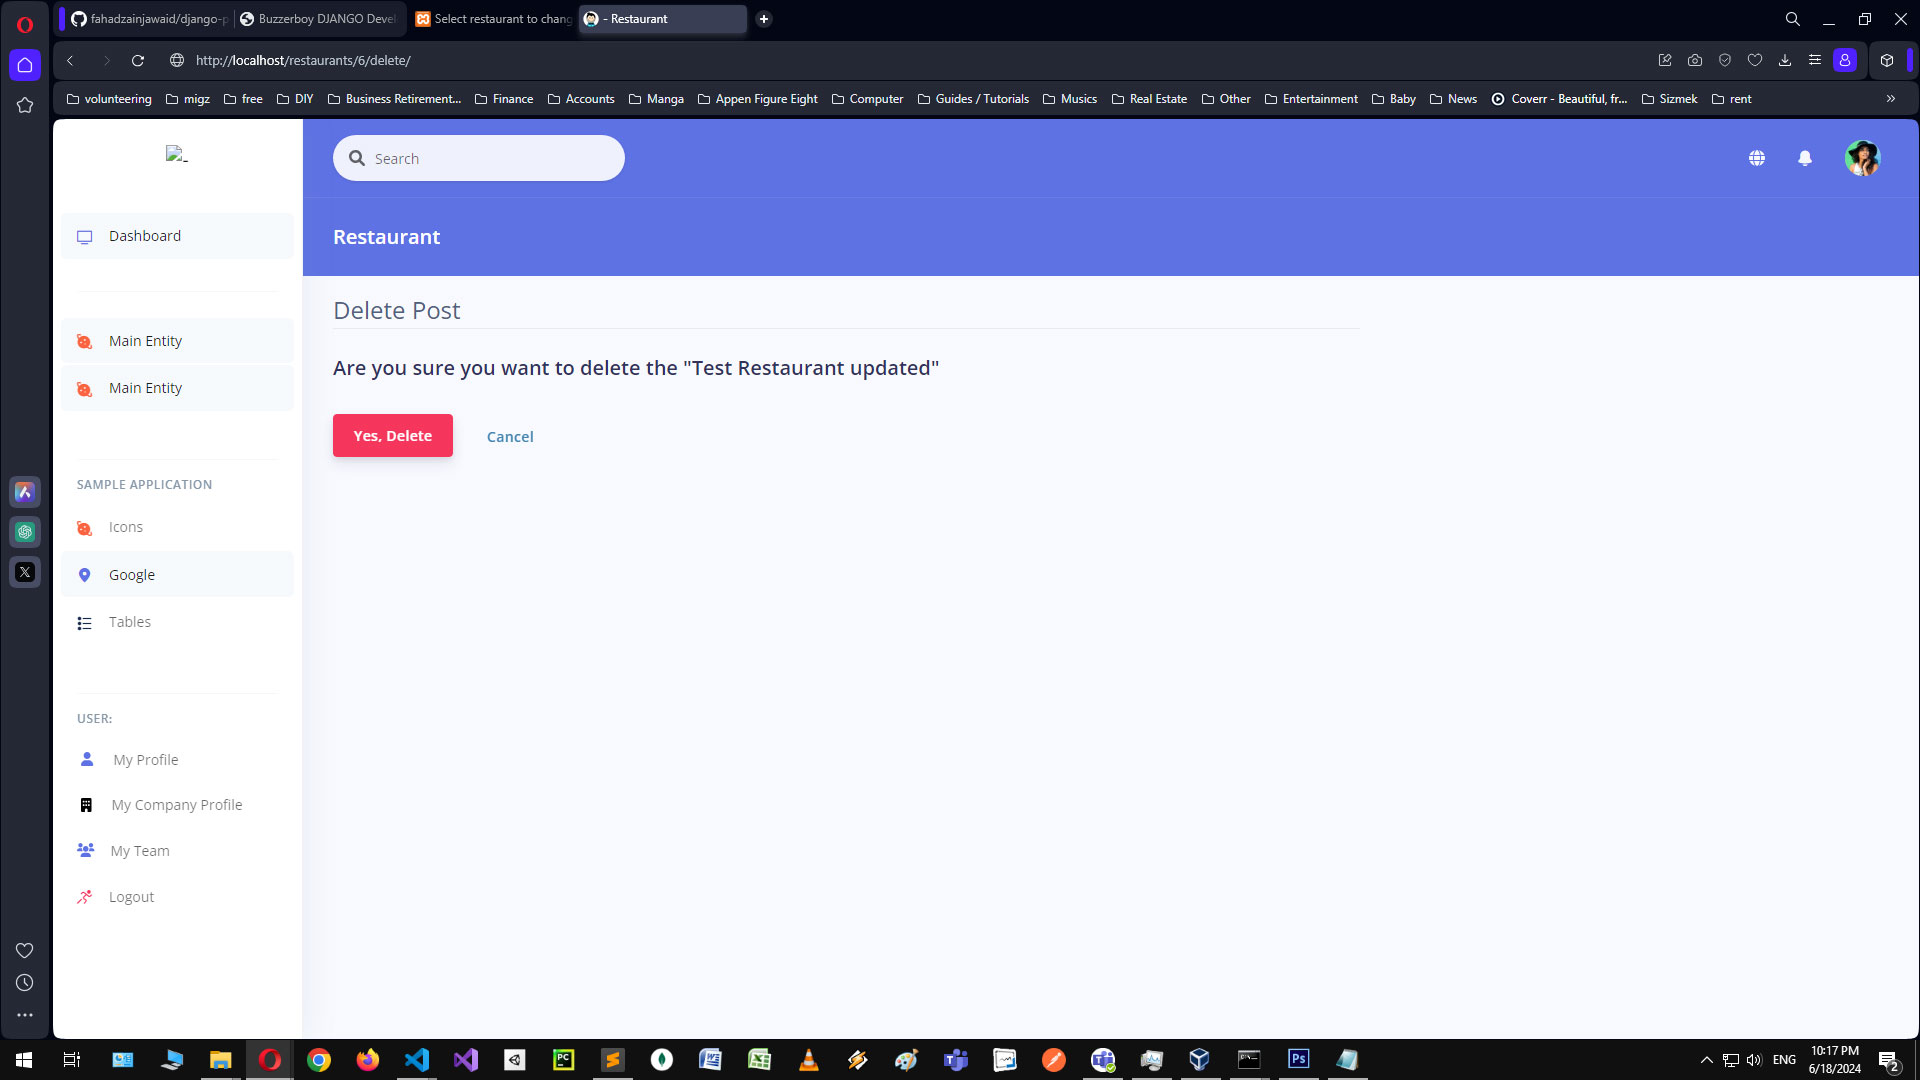 fahadzainjawaid/django-p
Buzzerboy DJANGO Devel
Select restaurant to chang
- Restaurant
http://localhost/restaurants/6/delete/
volunteering
migz
free
DIY
Business Retirement...
Finance
Accounts
Manga
Appen Figure Eight
Computer
Guides / Tutorials
Musics
Real Estate
Other
Entertainment
Baby
News
Coverr - Beautiful, fr...
Sizmek
rent
-
Search
Dashboard
Restaurant
Delete Post
Main Entity
Are you sure you want to delete the "Test Restaurant updated"
Main Entity
Yes, Delete
Cancel
SAMPLE APPLICATION
Icons
Google
Tables
USER:
My Profile
My Company Profile
My Team
Logout
PC
Ps
ENG
10:17 PM
6/18/2024
2